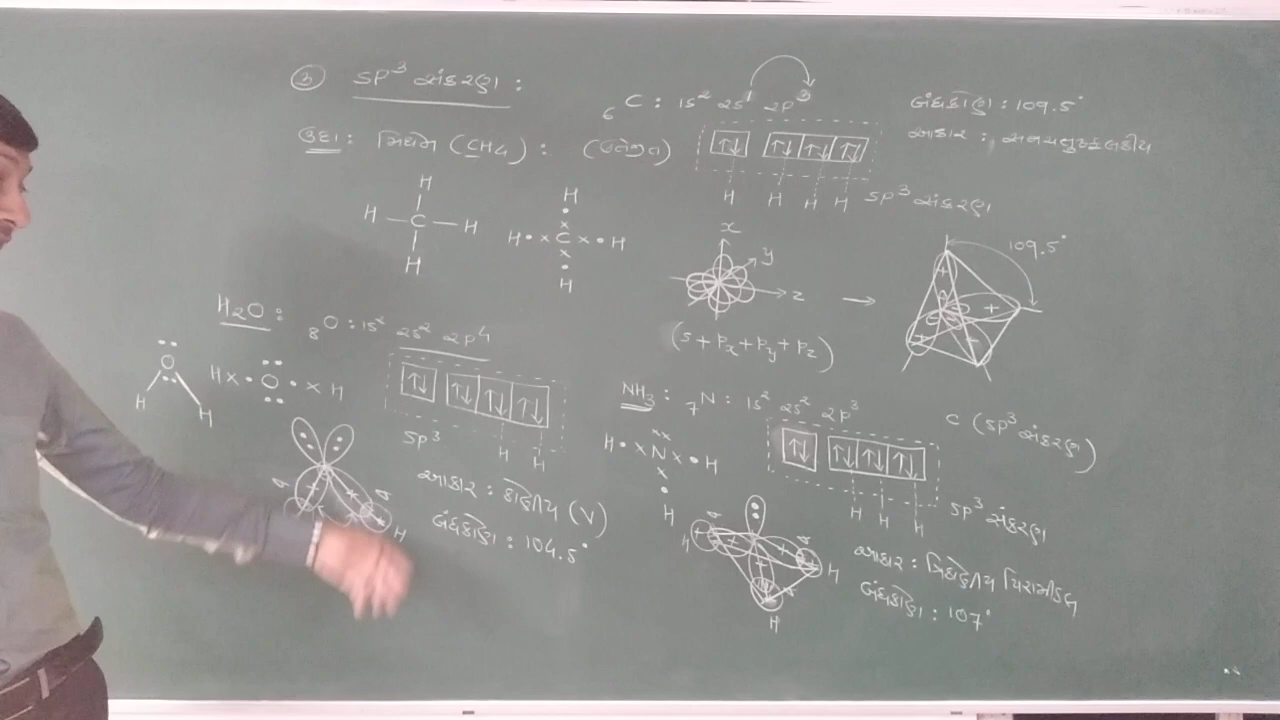 ③ sp³ સંકરણ :
ઉદા : મિથેન (CH4) : (ઉત્તેજીત)
₆C : 1s² 2s¹ 2p³
બંધકોણ : 109.5°
આકાર : સમચતુષ્ફલકીય
⇅ ⇅ ⇅ ⇅
H H H H
sp³ સંકરણ
H
H — C — H
H
H
H • × C × • H
H
x
y
z
→
109.5°
(s + Px + Py + Pz)
H₂O : ₈O : 1s² 2s² 2p⁴
O
H H
H × • O • × H
⇅ ⇅ ⇅ ⇅
sp³
H H
આકાર : કોણીય (V)
બંધકોણ : 104.5°
σ σ
H
NH₃ : ₇N : 1s² 2s² 2p³
C (sp³ સંકરણ)
H • × N × • H
H
⇅ ⇅ ⇅ ⇅
H H H
sp³ સંકરણ
આકાર : ત્રિકોણીય પિરામીડલ
બંધકોણ : 107°
σ σ σ
H H
H